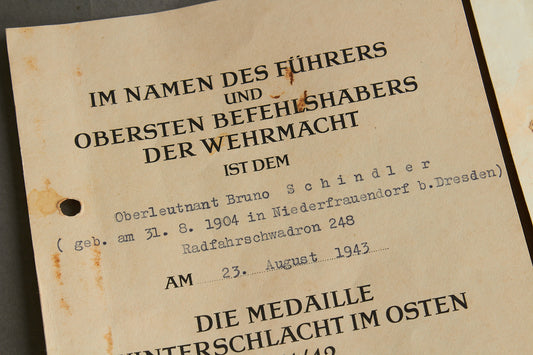 IM NAMEN DES FÜHRERS
UND
OBERSTEN BEFEHLSHABERS
DER WEHRMACHT
IST DEM
Oberleutnant Bruno Schindler
( geb. am 31. 8. 1904 in Niederfrauendorf b.Dresden)
Radfahrschwadron 248
AM 23. August 1943
DIE MEDAILLE
WINTERSCHLACHT IM OSTEN